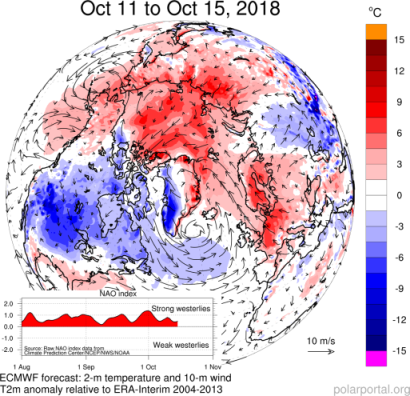 Oct 11 to Oct 15, 2018
°C
15
12
9
6
3
0
-3
-6
-9
-12
-15
NAO index
2.0
1.0
0.0
-1.0
-2.0
Strong westerlies
Weak westerlies
Source: Raw NAO index data from
Climate Prediction Center/NCEP/NWS/NOAA
1 Aug
1 Sep
1 Oct
1 Nov
10 m/s
ECMWF forecast: 2-m temperature and 10-m wind
T2m anomaly relative to ERA-Interim 2004-2013
polarportal.org